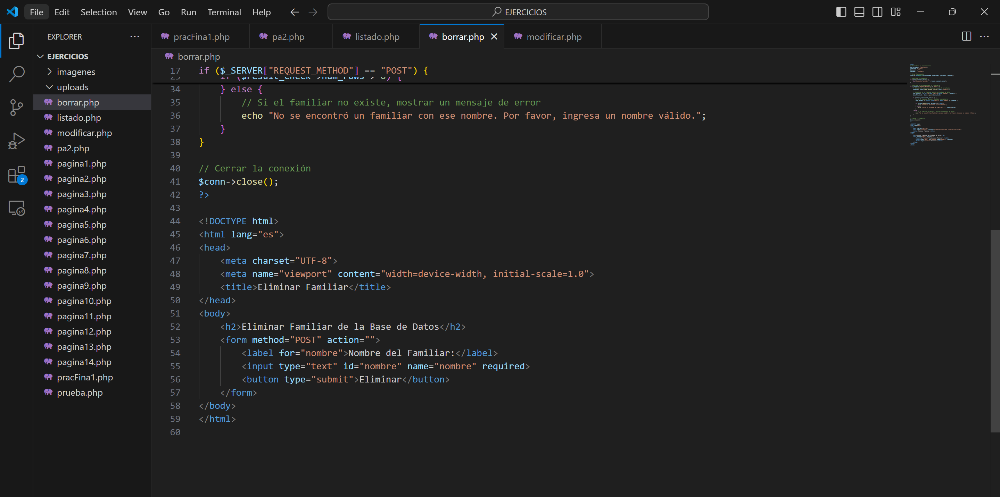 File Edit Selection View Go Run Terminal Help EJERCICIOS
EXPLORER
EJERCICIOS
imagenes
uploads
borrar.php
listado.php
modificar.php
pa2.php
pagina1.php
pagina2.php
pagina3.php
pagina4.php
pagina5.php
pagina6.php
pagina7.php
pagina8.php
pagina9.php
pagina10.php
pagina11.php
pagina12.php
pagina13.php
pagina14.php
pracFina1.php
prueba.php
2
pracFina1.php pa2.php listado.php borrar.php modificar.php
borrar.php
17 if ($_SERVER["REQUEST_METHOD"] == "POST") {
34 } else {
35 // Si el familiar no existe, mostrar un mensaje de error
36 echo "No se encontró un familiar con ese nombre. Por favor, ingresa un nombre válido.";
37 }
38 }
39
40 // Cerrar la conexión
41 $conn->close();
42 ?>
43
44 <!DOCTYPE html>
45 <html lang="es">
46 <head>
47 <meta charset="UTF-8">
48 <meta name="viewport" content="width=device-width, initial-scale=1.0">
49 <title>Eliminar Familiar</title>
50 </head>
51 <body>
52 <h2>Eliminar Familiar de la Base de Datos</h2>
53 <form method="POST" action="">
54 <label for="nombre">Nombre del Familiar:</label>
55 <input type="text" id="nombre" name="nombre" required>
56 <button type="submit">Eliminar</button>
57 </form>
58 </body>
59 </html>
60